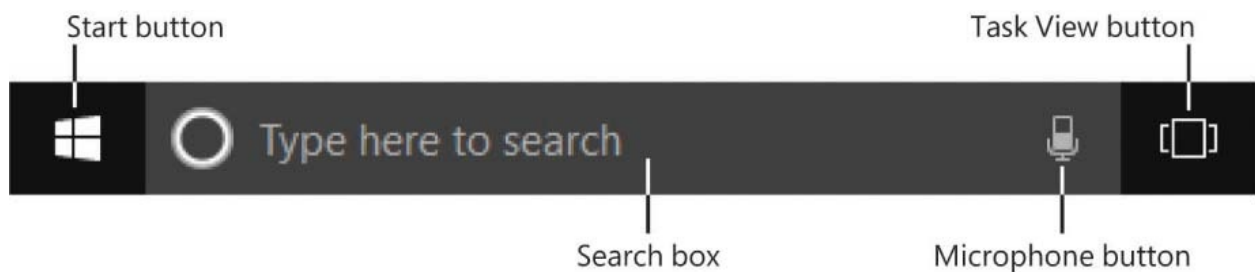 Start button
Task View button
Type here to search
Search box
Microphone button